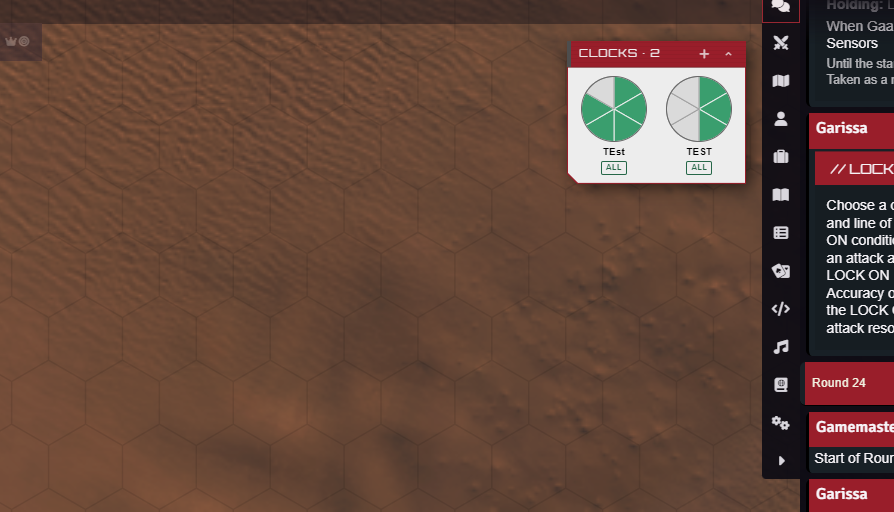 CLOCKS - 2
TEst
TEST
ALL
ALL
Holding:
When Gaa
Sensors
Until the sta
Taken as a r
Garissa
// LOCK
Choose a c
and line of
ON conditi
an attack a
LOCK ON
Accuracy o
the LOCK
attack reso
Round 24
Gamemaste
Start of Roun
Garissa